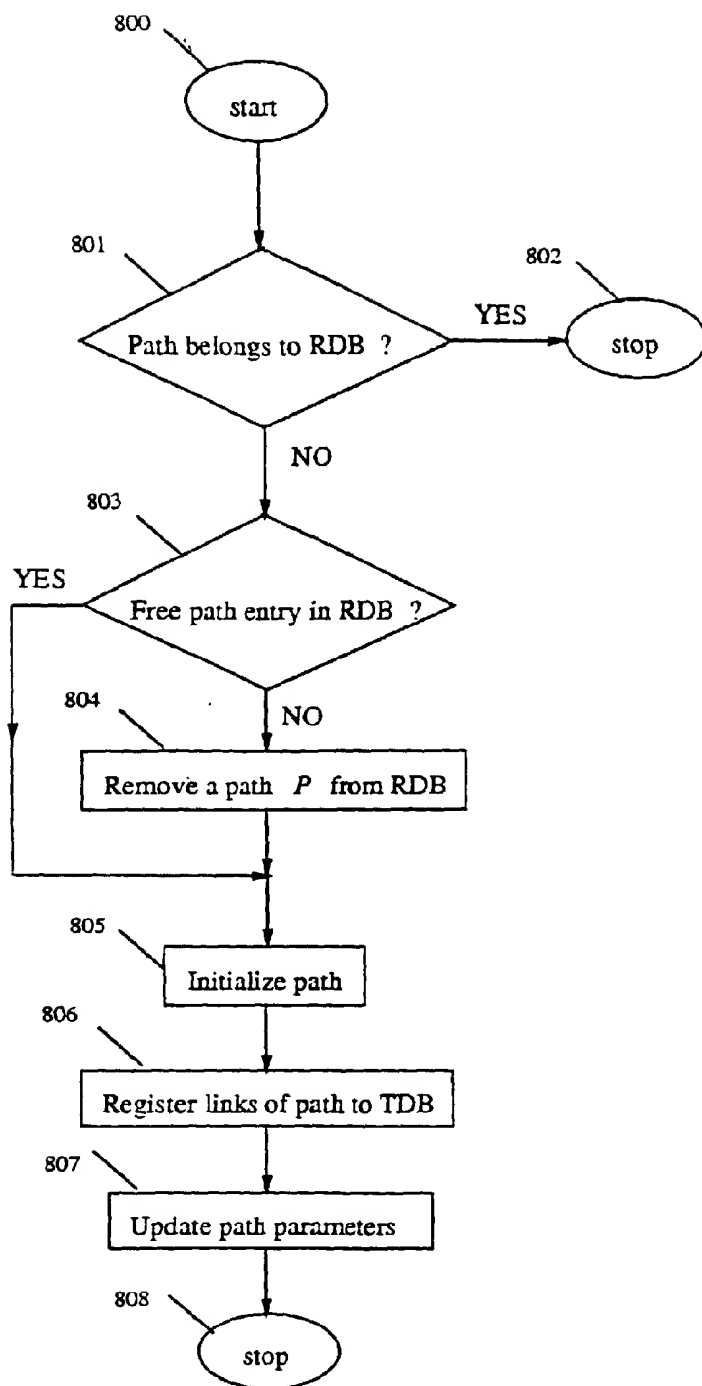 800
start
801
802
Path belongs to RDB ?
YES
stop
NO
803
YES
Free path entry in RDB ?
804
NO
Remove a path P from RDB
805
Initialize path
806
Register links of path to TDB
807
Update path parameters
808
stop